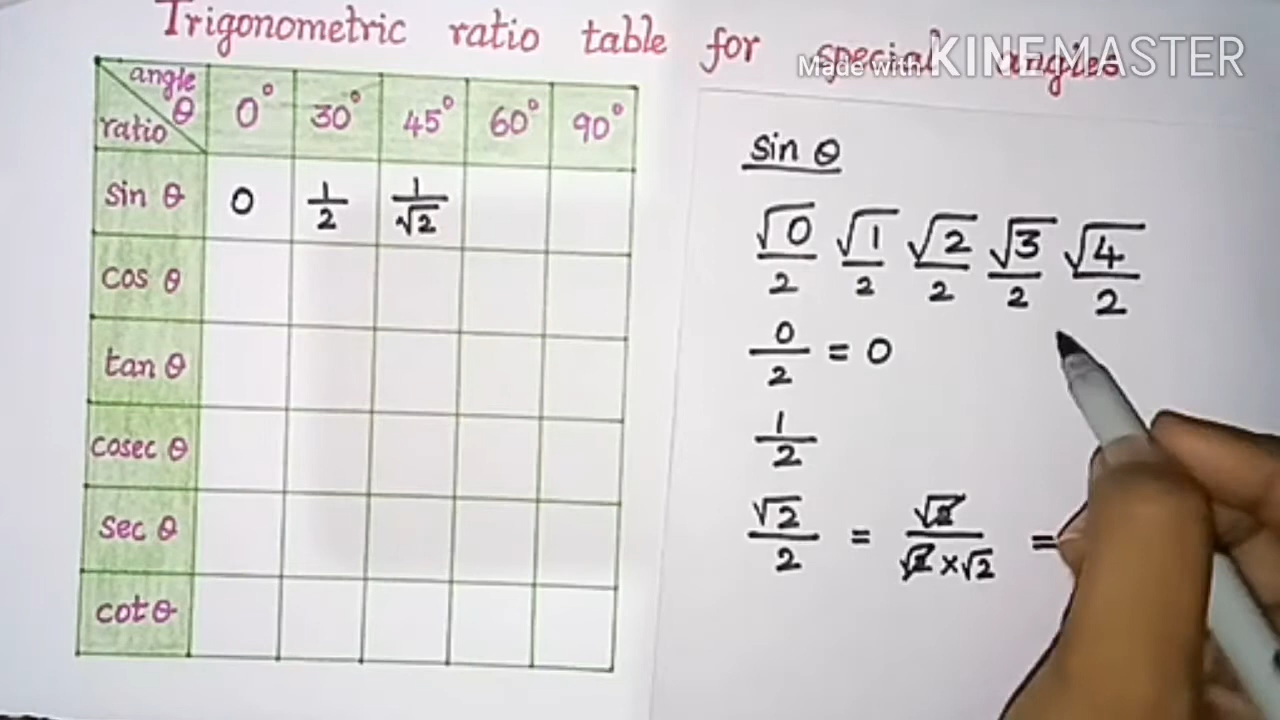 Trigonometric ratio table for special angles
Made with KINEMASTER
angle θ
ratio
0° 30° 45° 60° 90°
sin θ 0 1/2 1/√2
cos θ
tan θ
cosec θ
sec θ
cot θ
sin θ
√0/2 √1/2 √2/2 √3/2 √4/2
0/2 = 0
1/2
√2/2 = √2/√2×√2 =